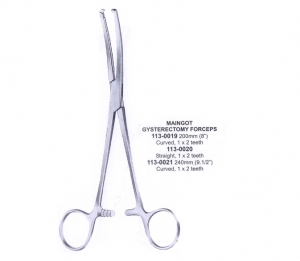 MAINGOT
GYSTERECTOMY FORCEPS
113-0019 200mm (8")
Curved, 1 x 2 teeth
113-0020
Straight, 1 x 2 teeth
113-0021 240mm (9.1/2")
Curved, 1 x 2 teeth